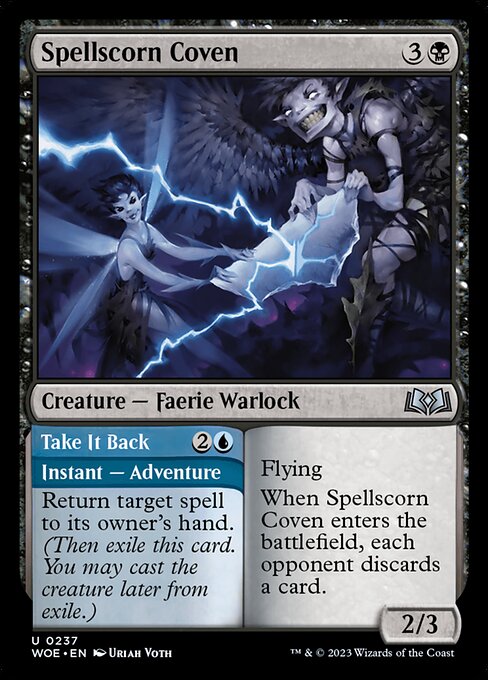 Spellscorn Coven 3
Creature — Faerie Warlock
Take It Back 2
Instant — Adventure
Return target spell
to its owner's hand.
(Then exile this card.
You may cast the
creature later from
exile.)
Flying
When Spellscorn
Coven enters the
battlefield, each
opponent discards
a card.
2/3
U 0237
WOE • EN Uriah Voth
™ & © 2023 Wizards of the Coast